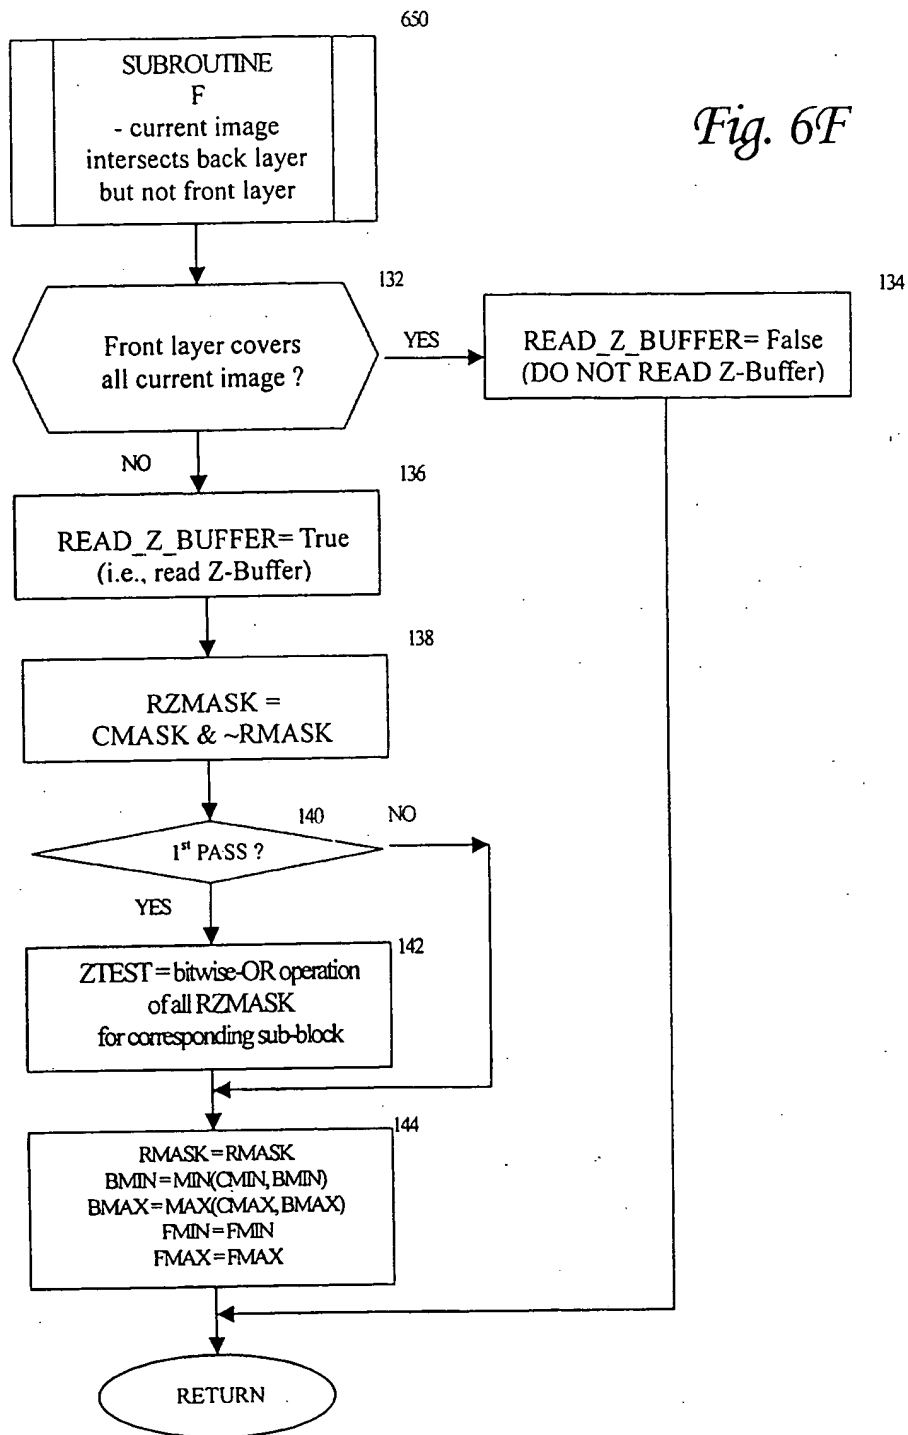 650
SUBROUTINE
F
- current image
intersects back layer
but not front layer
Fig. 6F
132
Front layer covers
all current image ?
YES
134
READ_Z_BUFFER= False
(DO NOT READ Z-Buffer)
NO
136
READ_Z_BUFFER= True
(i.e., read Z-Buffer)
138
RZMASK =
CMASK & ~RMASK
140
NO
1st PASS ?
YES
142
ZTEST = bitwise-OR operation
of all RZMASK
for corresponding sub-block
144
RMASK = RMASK
BMIN = MIN(CMIN, BMIN)
BMAX = MAX(CMAX, BMAX)
FMIN = FMIN
FMAX = FMAX
RETURN